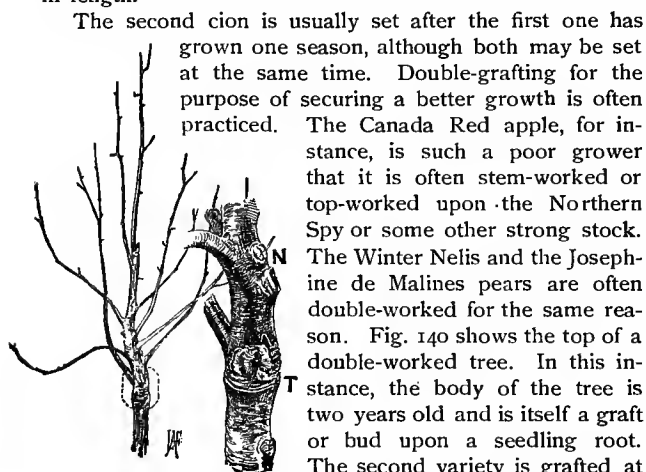 The second cion is usually set after the first one has
grown one season, although both may be set
at the same time. Double-grafting for the
purpose of securing a better growth is often
practiced. The Canada Red apple, for in-
stance, is such a poor grower
that it is often stem-worked or
top-worked upon the Northern
Spy or some other strong stock.
N
The Winter Nelis and the Joseph-
ine de Malines pears are often
double-worked for the same rea-
son. Fig. 140 shows the top of a
double-worked tree. In this in-
T
stance, the body of the tree is
two years old and is itself a graft
or bud upon a seedling root.
The second variety is grafted at